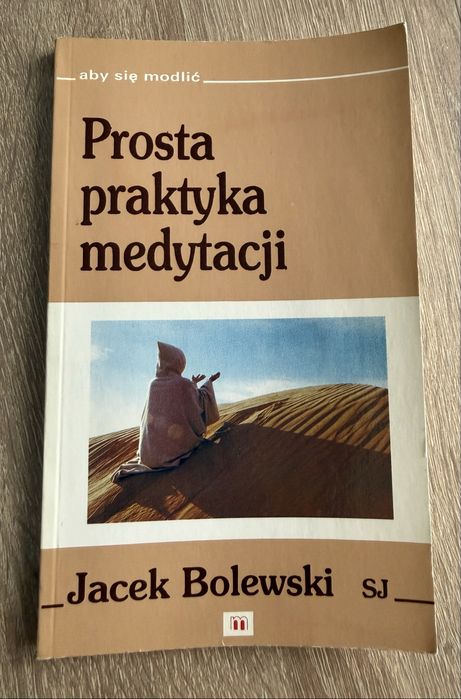 aby się modlić
Prosta
praktyka
medytacji
Jacek Bolewski SJ
m